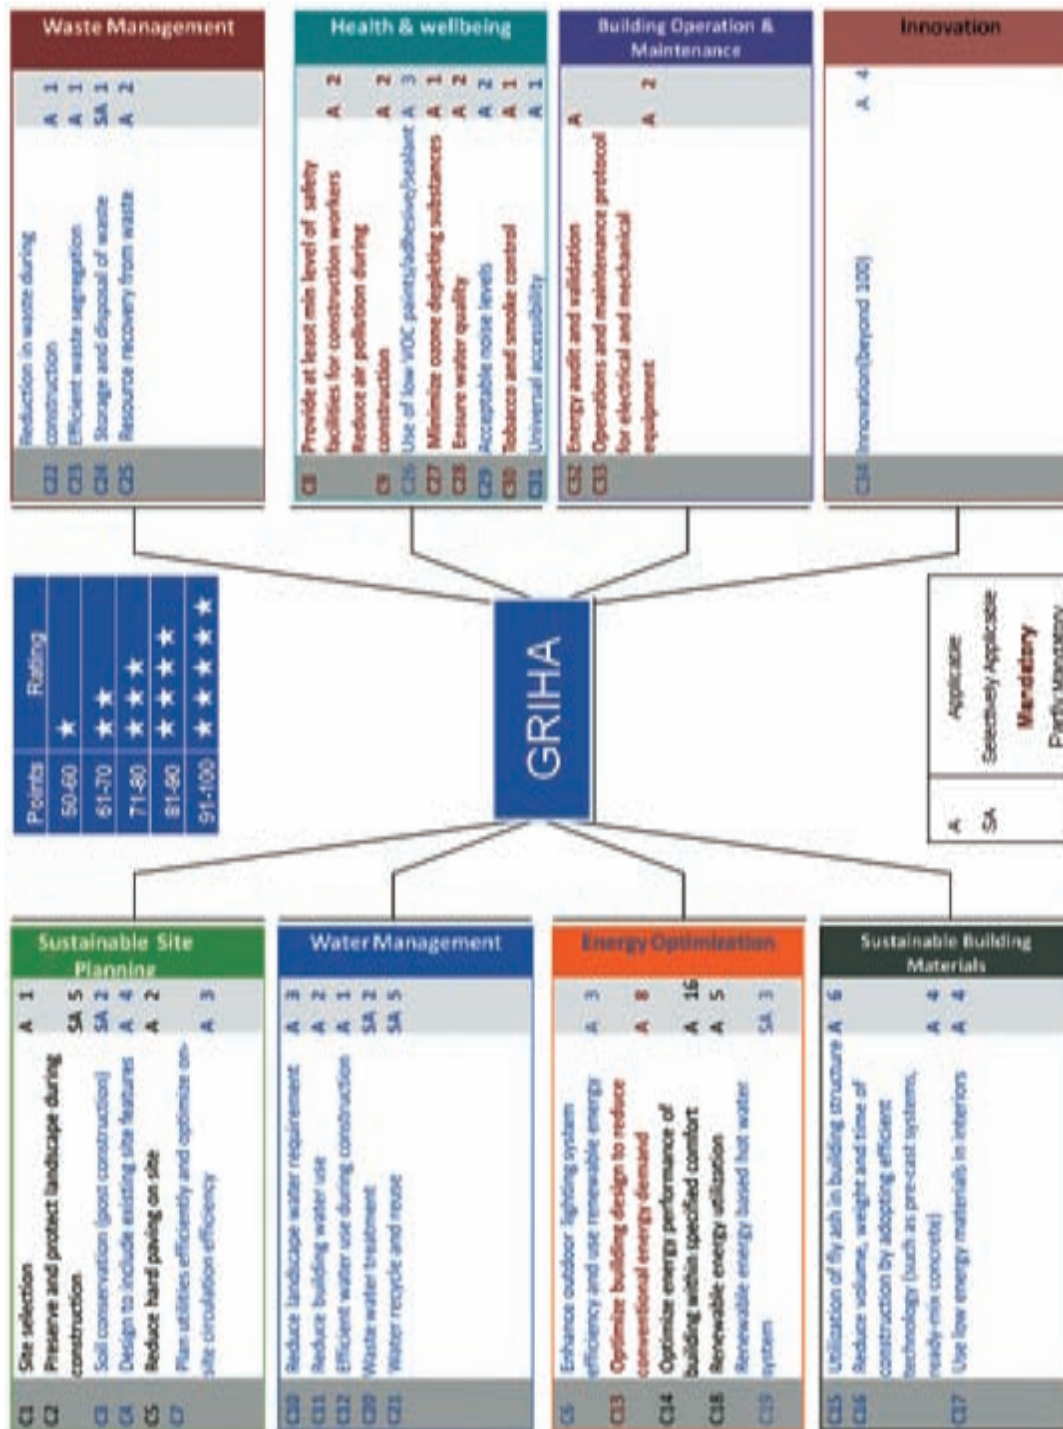 Sustainable Site
Planning
C1 Site selection A 1
C2 Preserve and protect landscape during
construction SA 5
C3 Soil conservation (post construction) SA 2
C4 Design to include existing site features A 4
C5 Reduce hard paving on site A 2
C7 Plan utilities efficiently and optimize on-
site circulation efficiency A 3
Water Management
C10 Reduce landscape water requirement A 3
C11 Reduce building water use A 2
C12 Efficient water use during construction A 1
C20 Waste water treatment SA 2
C21 Water recycle and reuse SA 5
Energy Optimization
C6 Enhance outdoor lighting system
efficiency and use renewable energy A 3
C13 Optimize building design to reduce
conventional energy demand A 8
C14 Optimize energy performance of
building within specified comfort A 16
C18 Renewable energy utilization A 5
Renewable energy based hot water
C19 system SA 3
Sustainable Building
Materials
C15 Utilization of fly ash in building structure A 6
C16 Reduce volume, weight and time of
construction by adopting efficient
technology (such as pre-cast systems,
ready-mix concrete) A 4
C17 Use low energy materials in interiors A 4
Points Rating
50-60 ★
61-70 ★★
71-80 ★★★
81-90 ★★★★
91-100 ★★★★★
GRIHA
A Applicable
SA Selectively Applicable
Mandatory
Partly Mandatory
Waste Management
Reduction in waste during
C22 construction A 1
C23 Efficient waste segregation A 1
C24 Storage and disposal of waste SA 1
C25 Resource recovery from waste A 2
Health & wellbeing
C8 Provide at least min level of safety
facilities for construction workers A 2
Reduce air pollution during
C9 construction A 2
C26 Use of low VOC paints/adhesive/sealant A 3
C27 Minimize ozone depleting substances A 1
C28 Ensure water quality A 2
C29 Acceptable noise levels A 2
C30 Tobacco and smoke control A 1
C31 Universal accessibility A 1
Building Operation &
Maintenance
C32 Energy audit and validation A
C33 Operations and maintenance protocol
for electrical and mechanical
equipment A 2
Innovation
C34 Innovation(beyond 100) A 4